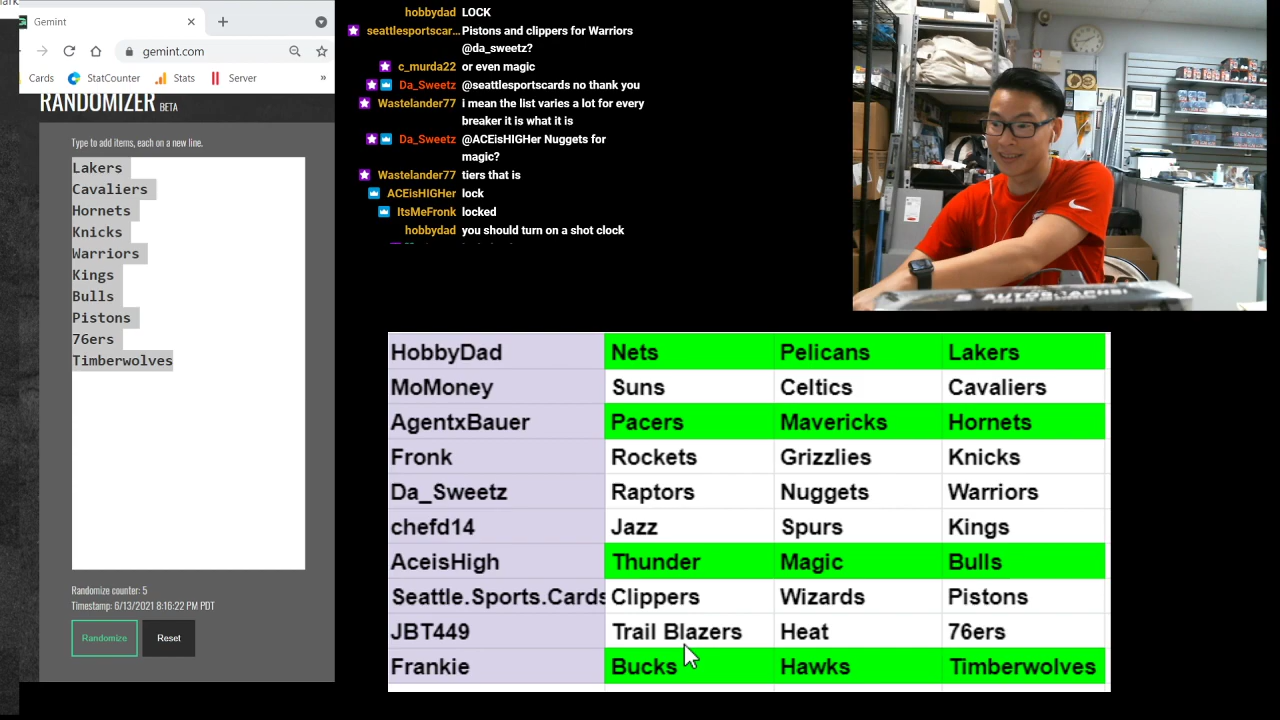 Gemint
gemint.com
Cards StatCounter Stats Server »
RANDOMIZER BETA
Type to add items, each on a new line.
Lakers
Cavaliers
Hornets
Knicks
Warriors
Kings
Bulls
Pistons
76ers
Timberwolves
Randomize counter: 5
Timestamp: 6/13/2021 8:16:22 PM PDT
Randomize Reset
hobbydad LOCK
seattlesportscar... Pistons and clippers for Warriors
@da_sweetz?
c_murda22 or even magic
Da_Sweetz @seattlesportscards no thank you
Wastelander77 i mean the list varies a lot for every
breaker it is what it is
Da_Sweetz @ACEisHIGHer Nuggets for
magic?
Wastelander77 tiers that is
ACEisHIGHer lock
ItsMeFronk locked
hobbydad you should turn on a shot clock
5 AUTOGRAPHS!
HobbyDad Nets Pelicans Lakers
MoMoney Suns Celtics Cavaliers
AgentxBauer Pacers Mavericks Hornets
Fronk Rockets Grizzlies Knicks
Da_Sweetz Raptors Nuggets Warriors
chefd14 Jazz Spurs Kings
AceisHigh Thunder Magic Bulls
Seattle.Sports.Cards Clippers Wizards Pistons
JBT449 Trail Blazers Heat 76ers
Frankie Bucks Hawks Timberwolves